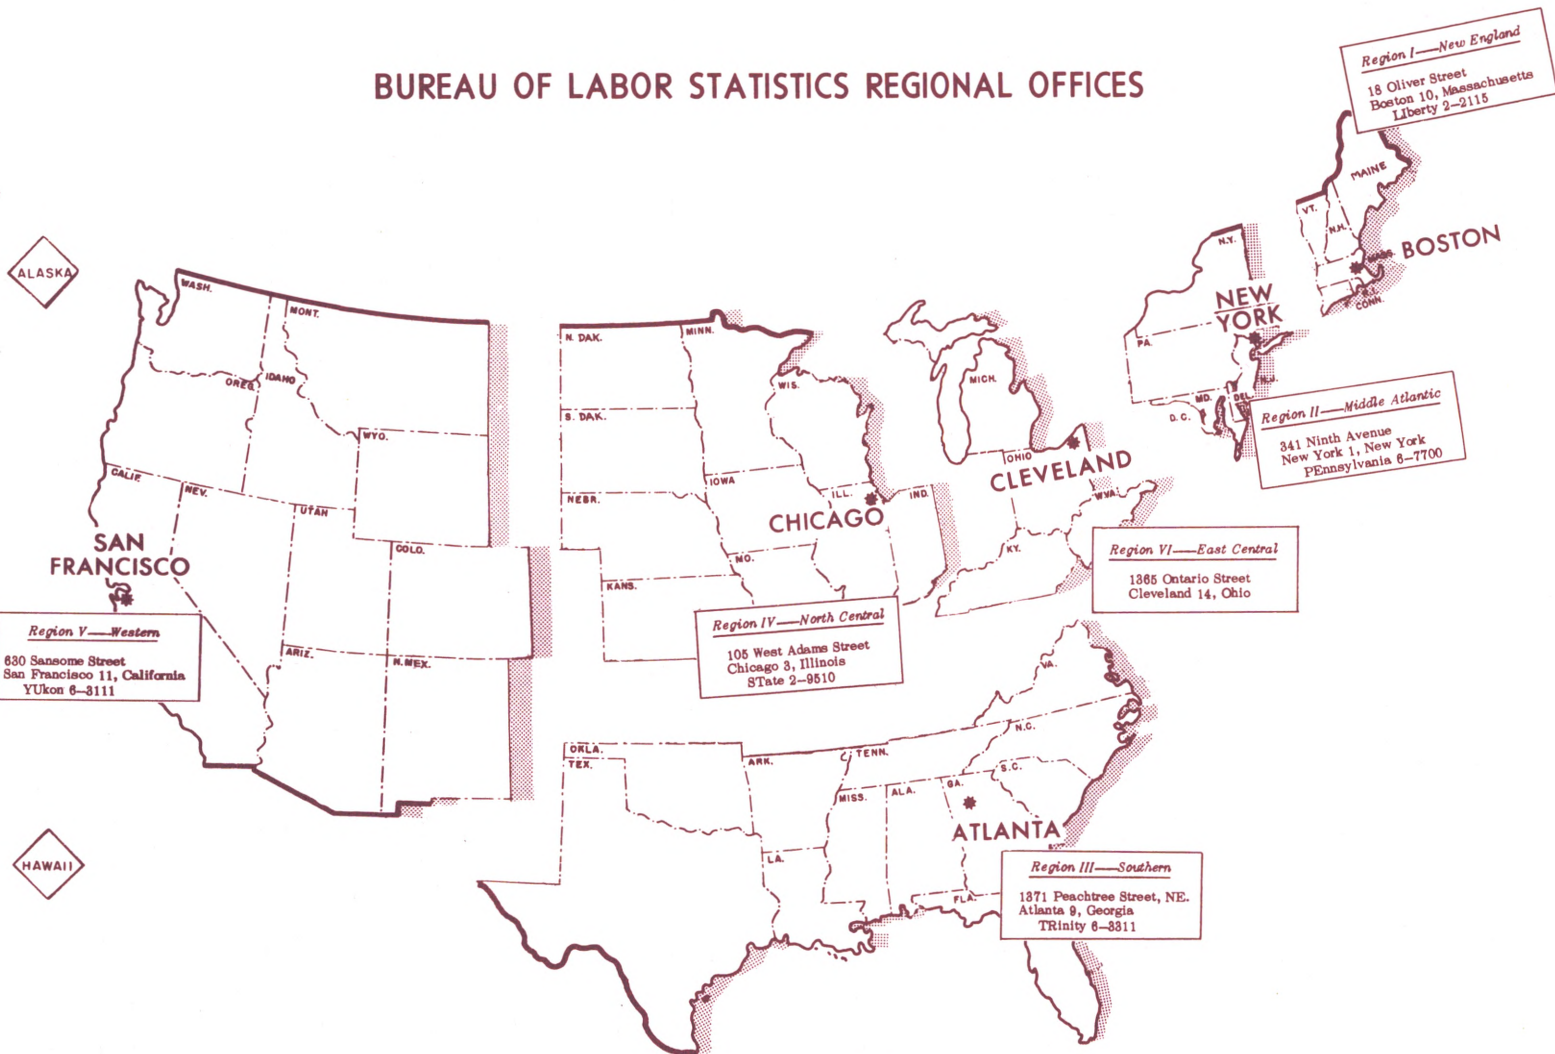 BUREAU OF LABOR STATISTICS REGIONAL OFFICES
Region I—New England
18 Oliver Street
Boston 10, Massachusetts
LIberty 2-2115
MAINE
VT.
N.H.
MASS.
BOSTON
R.I.
CONN.
ALASKA
N.Y.
NEW
YORK
PA.
N.J.
MD.
DEL.
D.C.
Region II—Middle Atlantic
341 Ninth Avenue
New York 1, New York
PEnnsylvania 6-7700
WASH.
MONT.
OREG.
IDAHO
WYO.
CALIF.
NEV.
UTAH
COLO.
SAN
FRANCISCO
ARIZ.
N.MEX.
Region V—Western
630 Sansome Street
San Francisco 11, California
YUkon 6-3111
N. DAK.
MINN.
S. DAK.
WIS.
NEBR.
IOWA
ILL.
IND.
CHICAGO
KANS.
MO.
Region IV—North Central
105 West Adams Street
Chicago 3, Illinois
STate 2-9510
MICH.
OHIO
CLEVELAND
W.VA.
KY.
Region VI—East Central
1365 Ontario Street
Cleveland 14, Ohio
VA.
N.C.
OKLA.
TEX.
ARK.
TENN.
S.C.
MISS.
ALA.
GA.
ATLANTA
LA.
FLA.
Region III—Southern
1371 Peachtree Street, NE.
Atlanta 9, Georgia
TRinity 6-3311
HAWAII